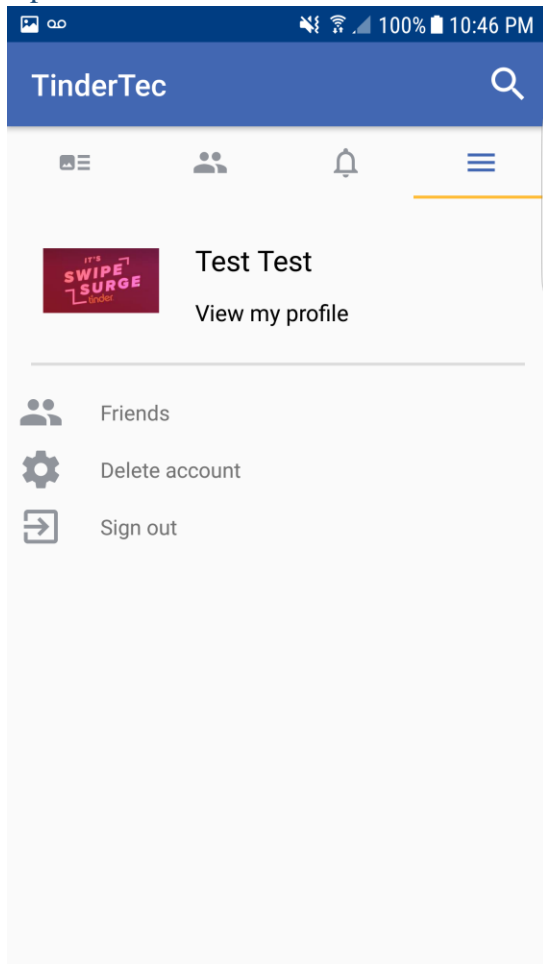 100% 10:46 PM
TinderTec
IT'S
SWIPE
SURGE
tinder
Test Test
View my profile
Friends
Delete account
Sign out